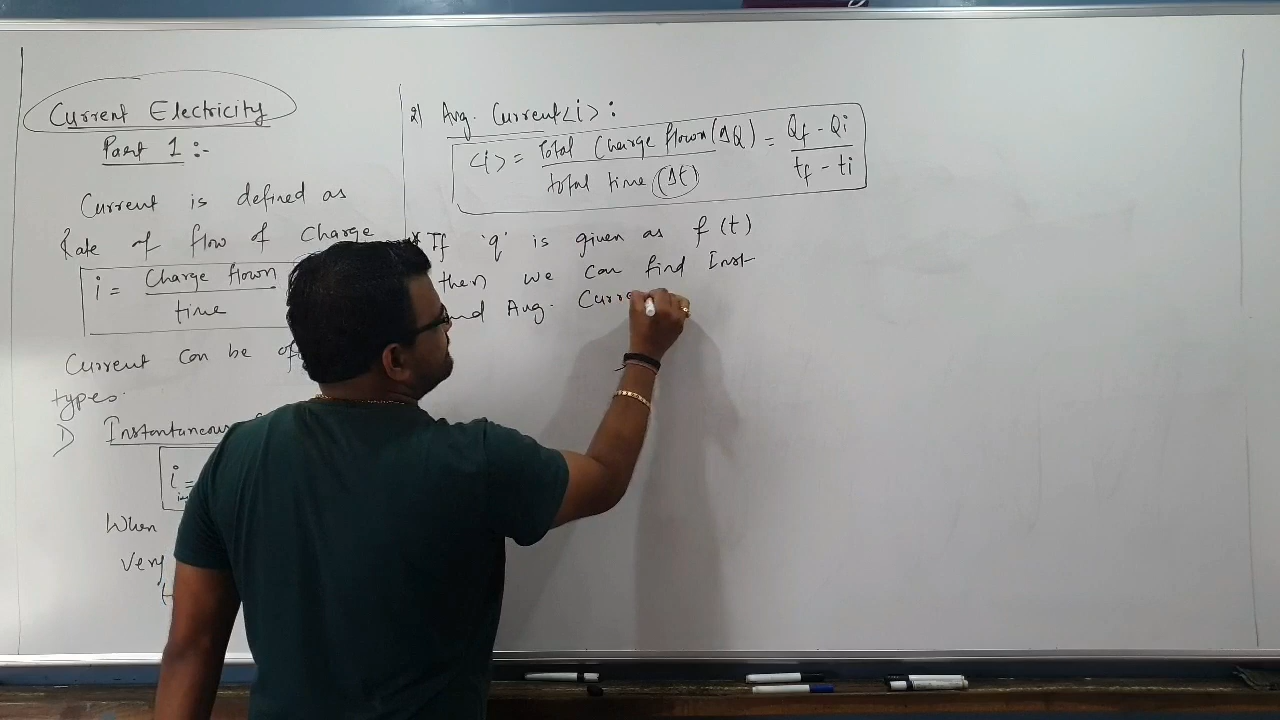 Current Electricity
Part 1 :-
Current is defined as
Rate of flow of Charge
i = Charge flown
time
Current can be of
types.
1) Instantaneous
i =
When
Very
2) Avg. Current <i> :
<i> = Total Charge flown (ΔQ) = Qf - Qi
total time (Δt) tf - ti
* If 'q' is given as f (t)
then we can find Inst
and Avg. Curre